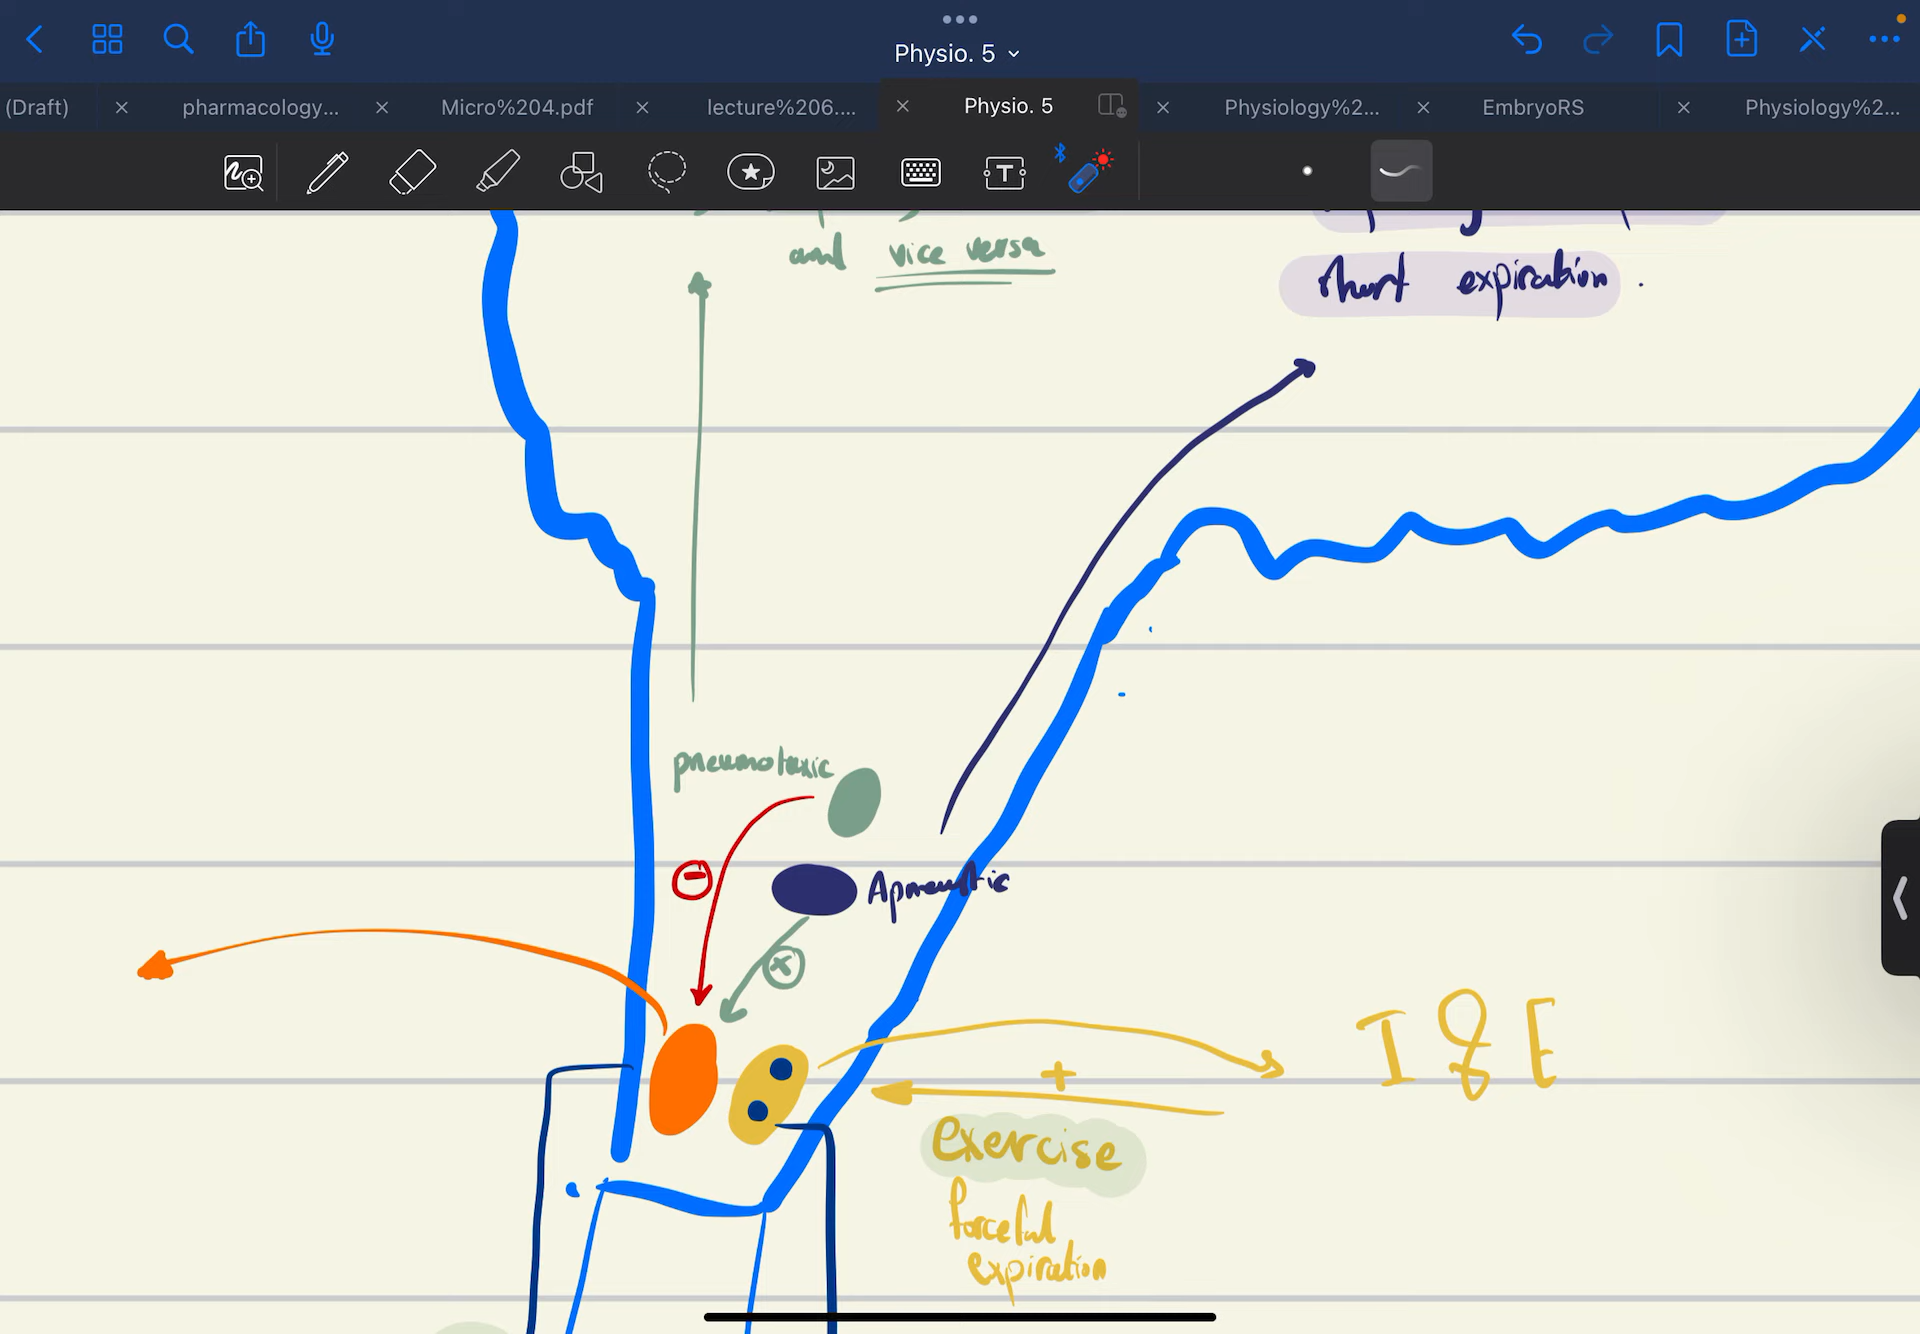 Physio. 5
(Draft)
pharmacology...
Micro%204.pdf
lecture%206....
Physio. 5
Physiology%2...
EmbryoRS
Physiology%2...
and vice versa
short expiration .
pneumotaxic
-
Apneustic
+
I & E
+
exercise
forceful
expiration